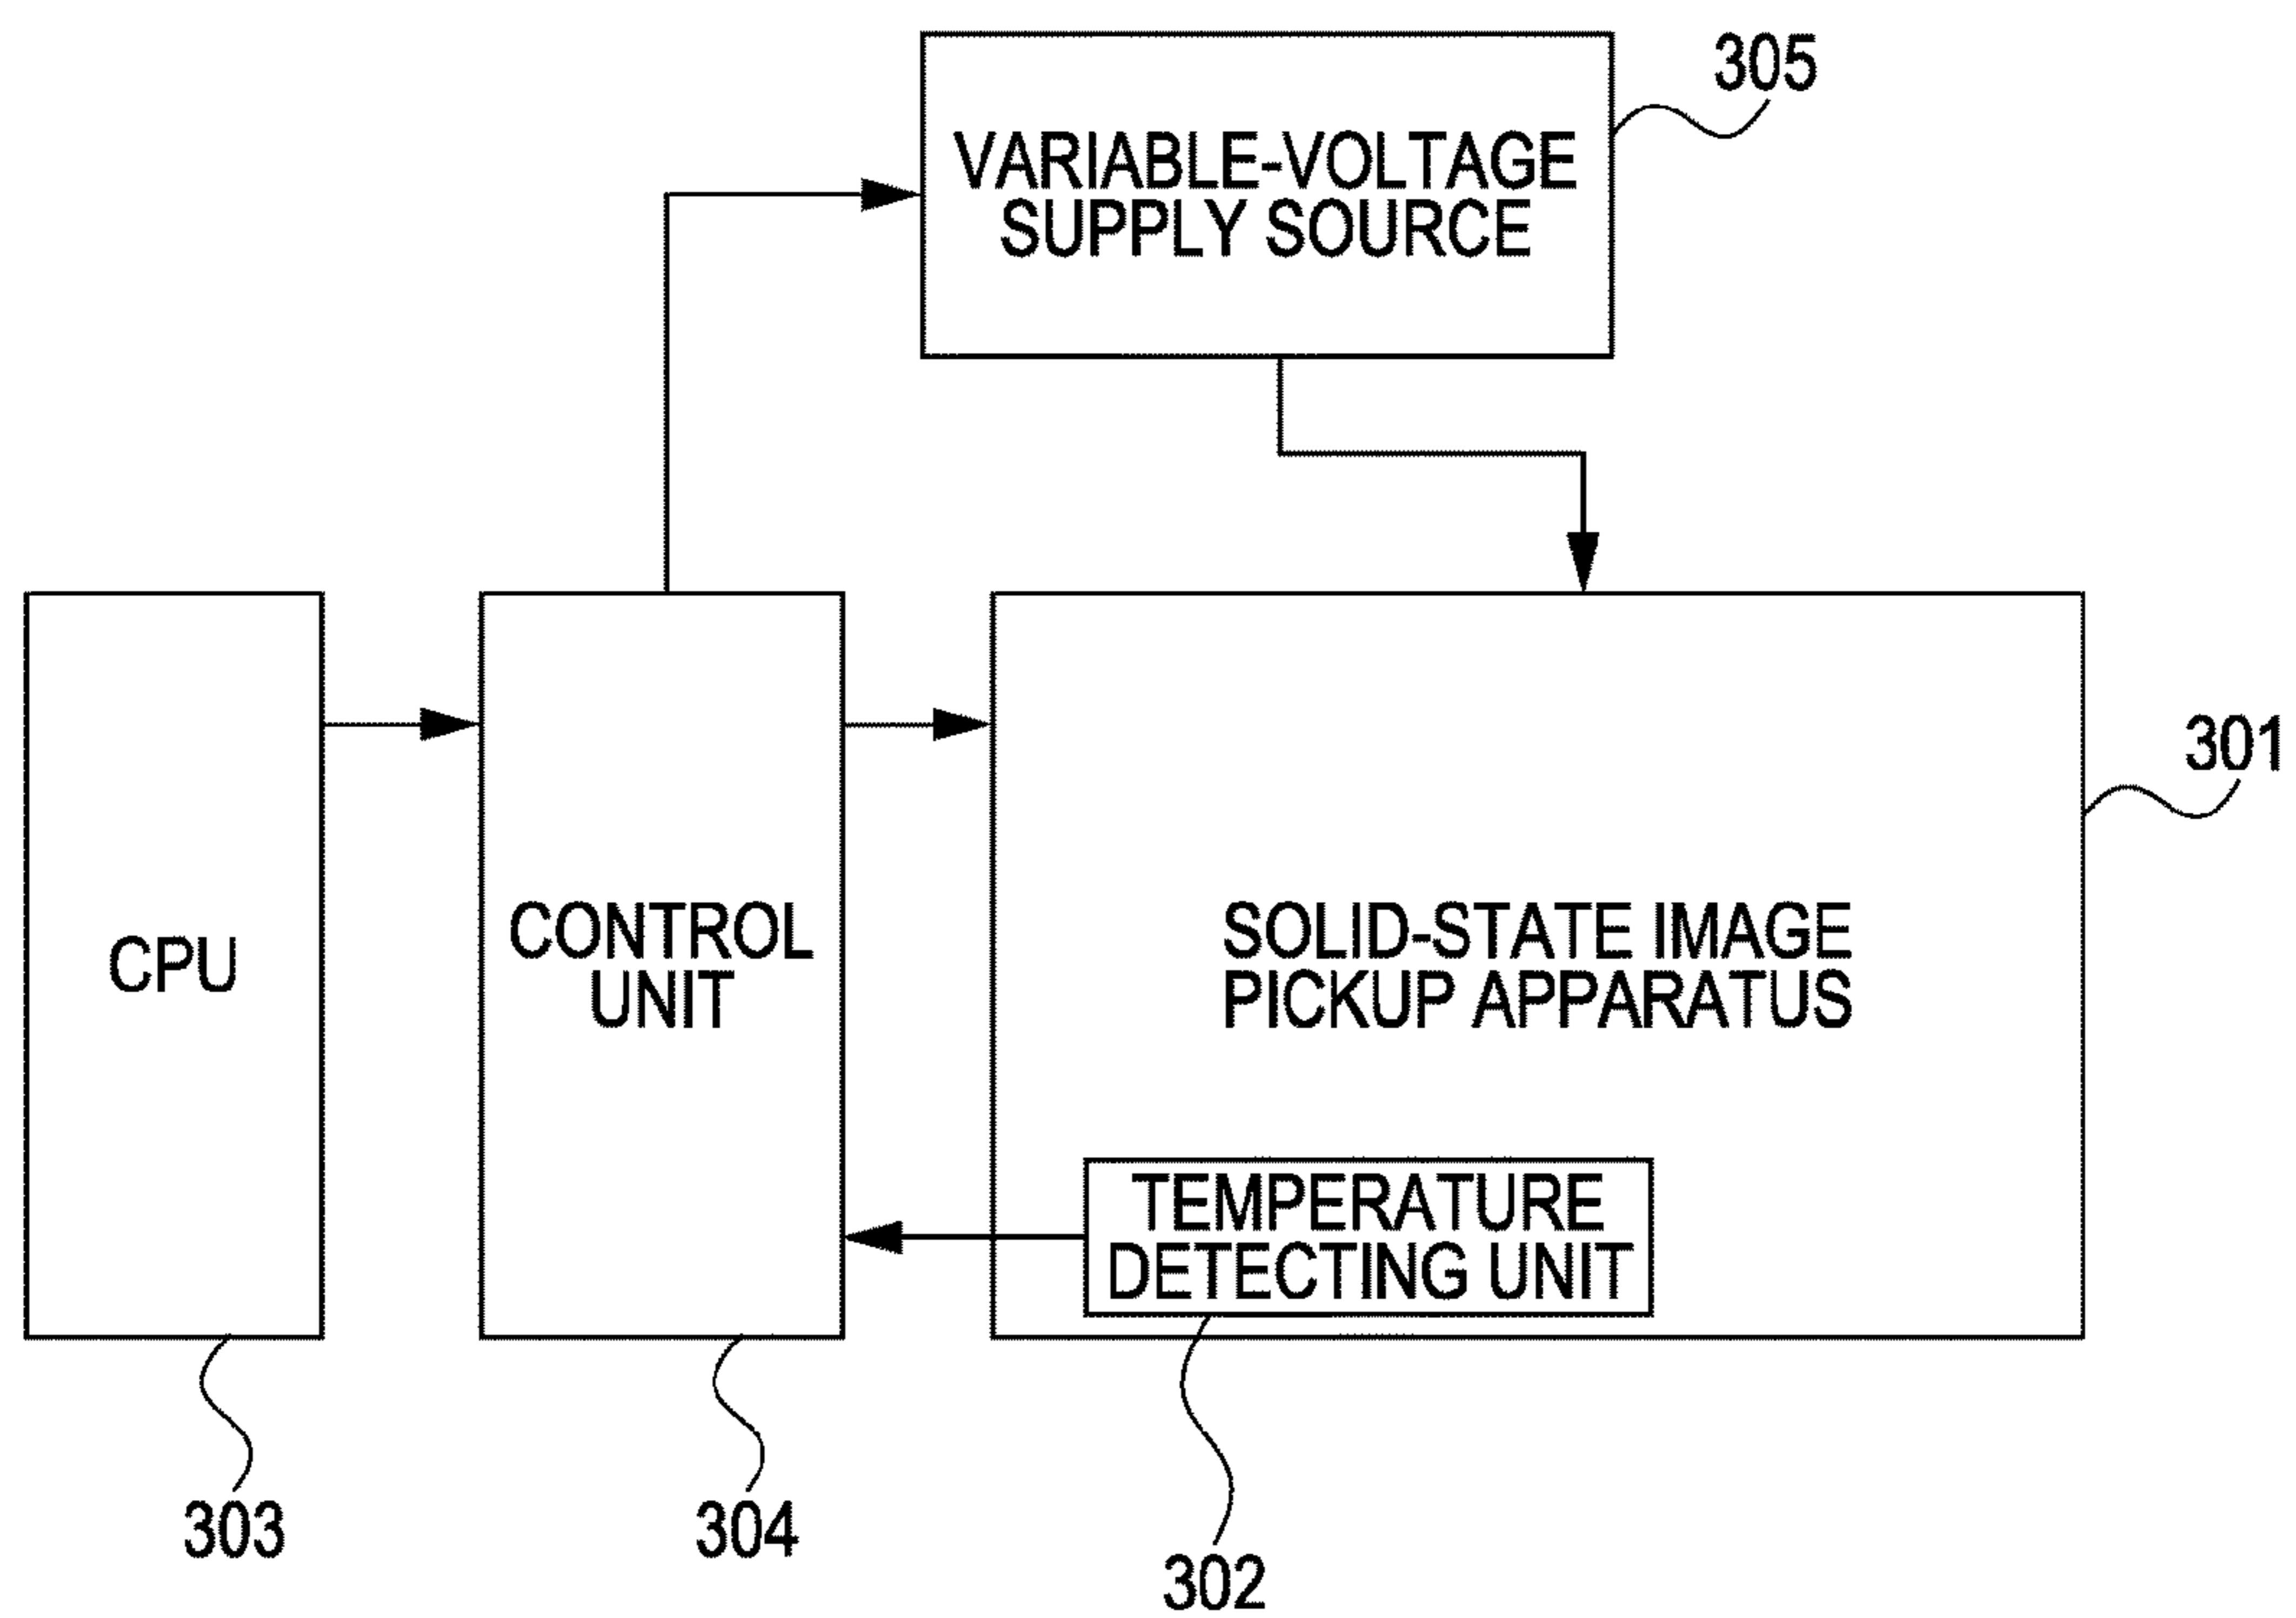 305
VARIABLE-VOLTAGE
SUPPLY SOURCE
301
CPU
CONTROL
UNIT
SOLID-STATE IMAGE
PICKUP APPARATUS
TEMPERATURE
DETECTING UNIT
303
304
302